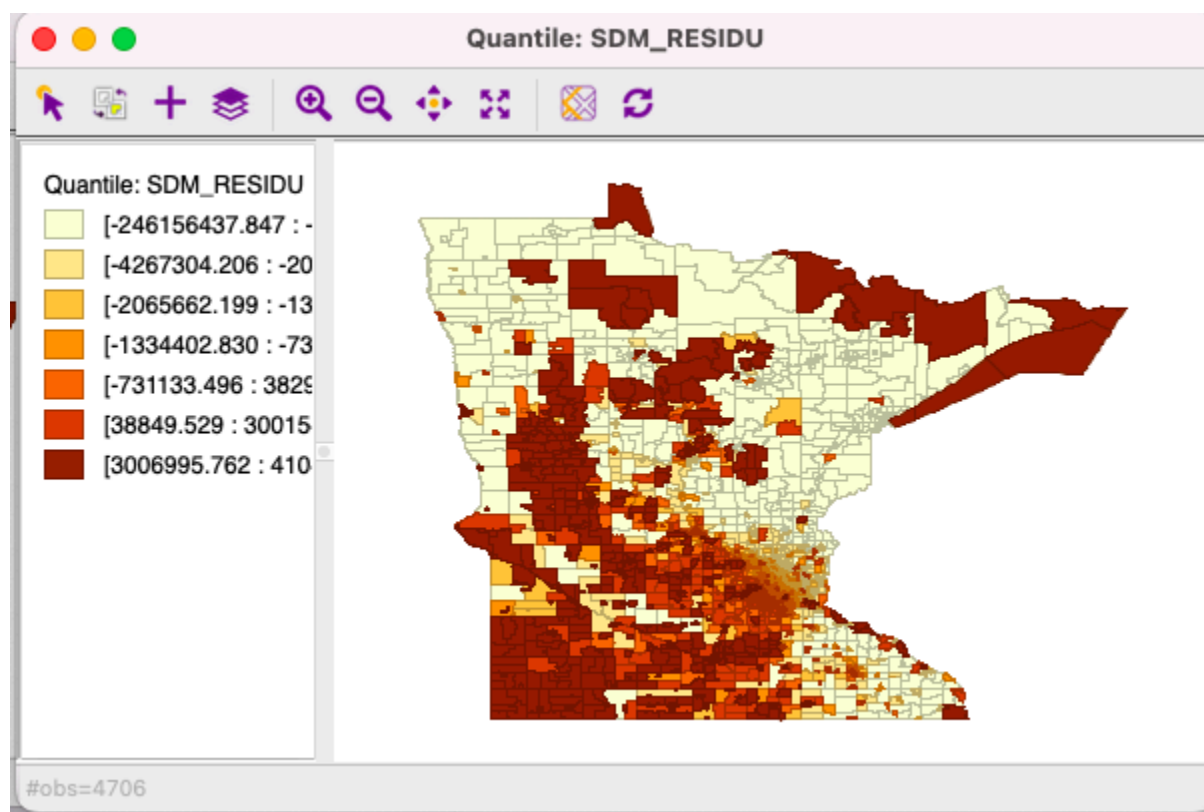 Quantile: SDM_RESIDU
Quantile: SDM_RESIDU
[-246156437.847 : -
[-4267304.206 : -20
[-2065662.199 : -13
[-1334402.830 : -73
[-731133.496 : 3829
[38849.529 : 30015
[3006995.762 : 410
#obs=4706